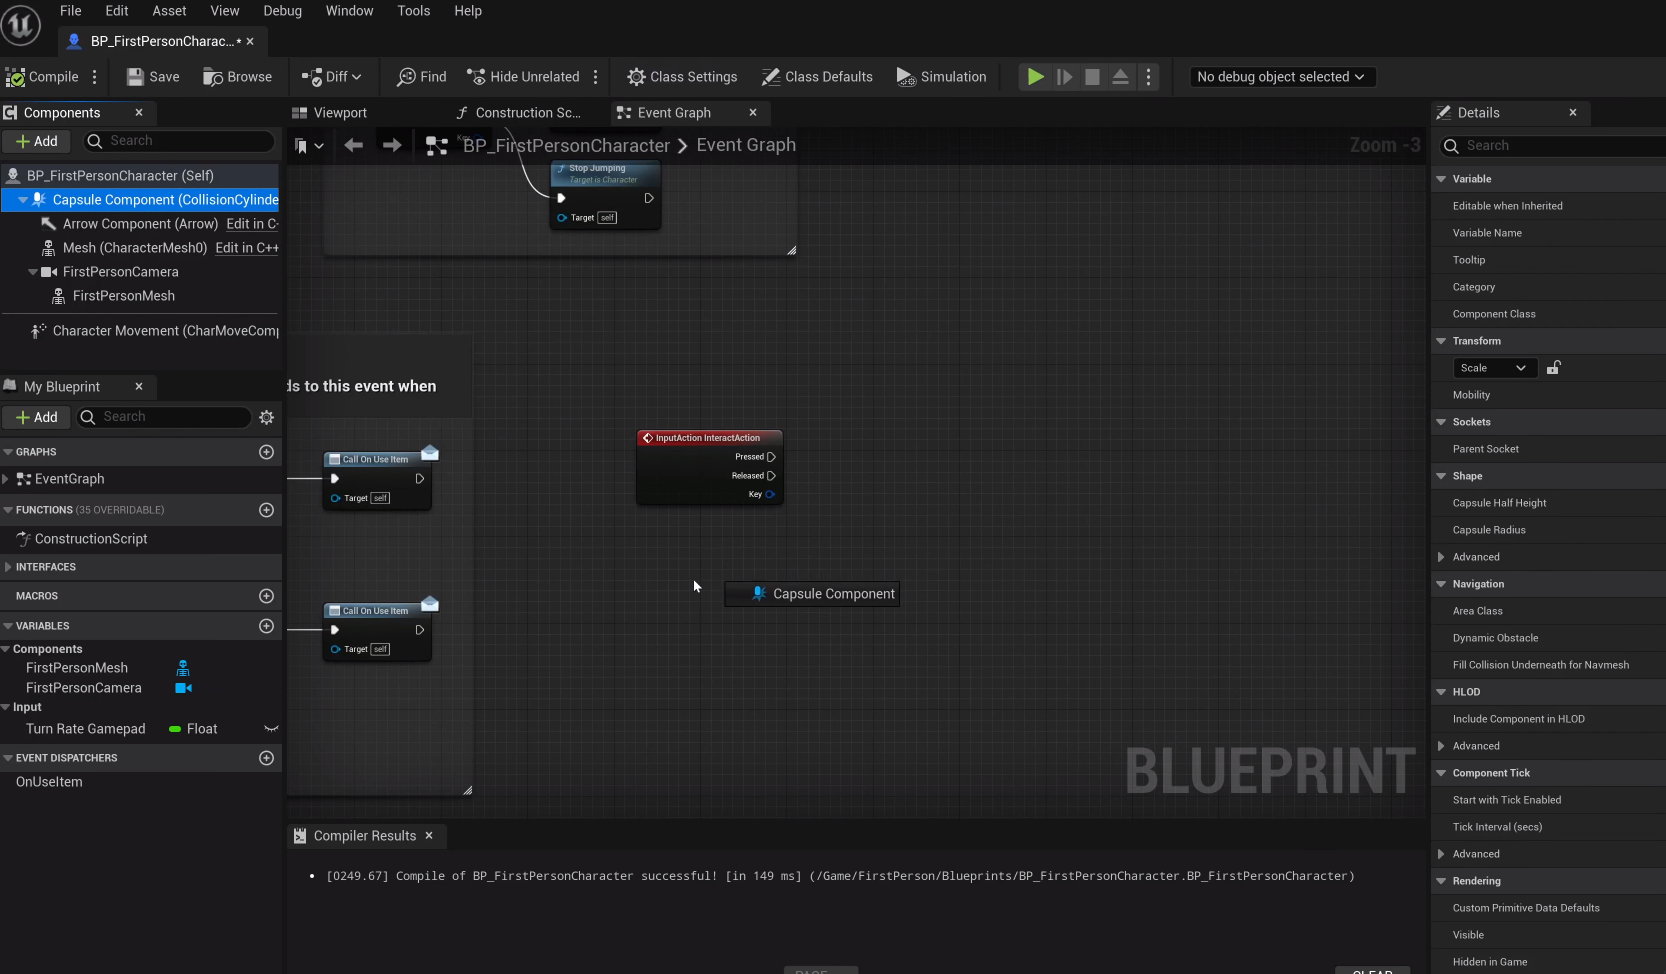 File Edit Asset View Debug Window Tools Help
BP_FirstPersonCharac...•
Compile Save Browse Diff Find Hide Unrelated Class Settings Class Defaults Simulation No debug object selected
Components
Viewport Construction Sc... Event Graph
Details
Add Search
BP_FirstPersonCharacter > Event Graph
Zoom -3
Search
BP_FirstPersonCharacter (Self)
Capsule Component (CollisionCylinde
Arrow Component (Arrow) Edit in C+
Mesh (CharacterMesh0) Edit in C++
FirstPersonCamera
FirstPersonMesh
Character Movement (CharMoveComp
My Blueprint
Add Search
GRAPHS
EventGraph
FUNCTIONS (35 OVERRIDABLE)
ConstructionScript
INTERFACES
MACROS
VARIABLES
Components
FirstPersonMesh
FirstPersonCamera
Input
Turn Rate Gamepad Float
EVENT DISPATCHERS
OnUseItem
Key
Stop Jumping
Target is Character
Target self
ds to this event when
Call On Use Item
Target self
Call On Use Item
Target self
InputAction InteractAction
Pressed
Released
Key
Capsule Component
BLUEPRINT
Compiler Results
• [0249.67] Compile of BP_FirstPersonCharacter successful! [in 149 ms] (/Game/FirstPerson/Blueprints/BP_FirstPersonCharacter.BP_FirstPersonCharacter)
PAGE
CLEAR
Variable
Editable when Inherited
Variable Name
Tooltip
Category
Component Class
Transform
Scale
Mobility
Sockets
Parent Socket
Shape
Capsule Half Height
Capsule Radius
Advanced
Navigation
Area Class
Dynamic Obstacle
Fill Collision Underneath for Navmesh
HLOD
Include Component in HLOD
Advanced
Component Tick
Start with Tick Enabled
Tick Interval (secs)
Advanced
Rendering
Custom Primitive Data Defaults
Visible
Hidden in Game